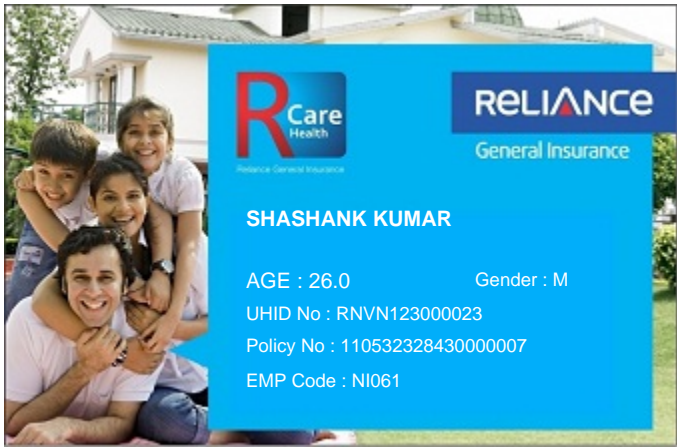 R Care
Health
Reliance General Insurance
RELIANCE
General Insurance
SHASHANK KUMAR
AGE : 26.0 Gender : M
UHID No : RNVN123000023
Policy No : 110532328430000007
EMP Code : NI061